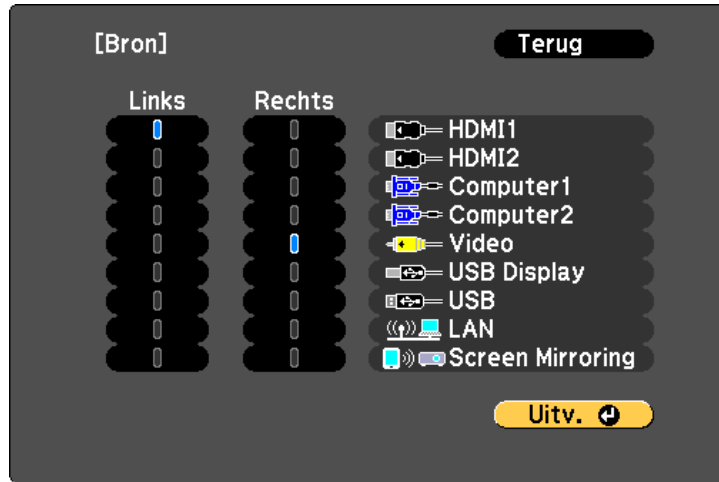 [Bron] Terug
Links Rechts
HDMI1
HDMI2
Computer1
Computer2
Video
USB Display
USB
LAN
Screen Mirroring
Uitv.